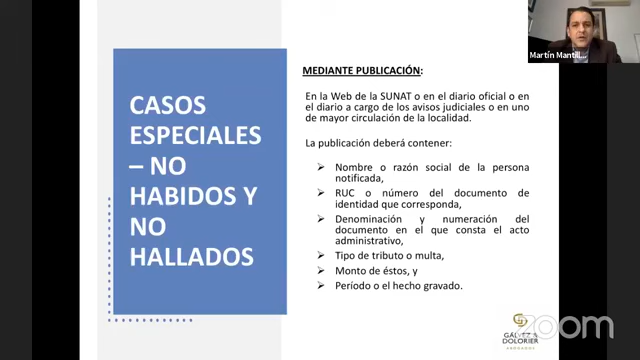 CASOS
ESPECIALES
– NO
HABIDOS Y
NO
HALLADOS
MEDIANTE PUBLICACIÓN:
En la Web de la SUNAT o en el diario oficial o en
el diario a cargo de los avisos judiciales o en uno
de mayor circulación de la localidad.
La publicación deberá contener:
Nombre o razón social de la persona
notificada,
RUC o número del documento de
identidad que corresponda,
Denominación y numeración del
documento en el que consta el acto
administrativo,
Tipo de tributo o multa,
Monto de éstos, y
Período o el hecho gravado.
Martín Mantill...
GÁLVEZ &
DOLORIER
ABOGADOS
zoom